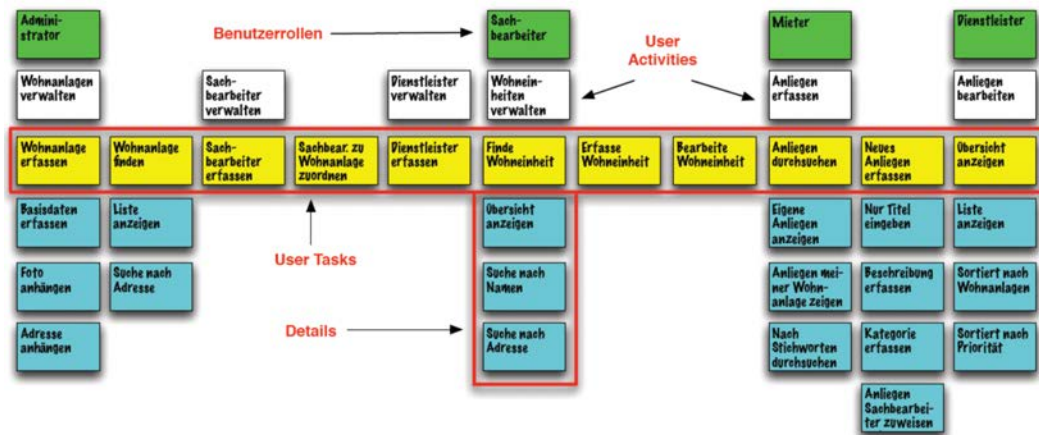 Admini-
strator
Benutzerrollen
Sach-
bearbeiter
User
Activities
Mieter
Dienstleister
Wohnanlagen
verwalten
Sach-
bearbeiter
verwalten
Dienstleister
verwalten
Wohnein-
heiten
verwalten
Anliegen
erfassen
Anliegen
bearbeiten
Wohnanlage
erfassen
Wohnanlage
finden
Sach-
bearbeiter
erfassen
Sachbear. zu
Wohnanlage
zuordnen
Dienstleister
erfassen
Finde
Wohneinheit
Erfasse
Wohneinheit
Bearbeite
Wohneinheit
Anliegen
durchsuchen
Neues
Anliegen
erfassen
Übersicht
anzeigen
Basisdaten
erfassen
Liste
anzeigen
User Tasks
Übersicht
anzeigen
Eigene
Anliegen
anzeigen
Nur Titel
eingeben
Liste
anzeigen
Foto
anhängen
Suche nach
Adresse
Suche nach
Namen
Anliegen mei-
ner Wohn-
anlage zeigen
Beschreibung
erfassen
Sortiert nach
Wohnanlagen
Adresse
anhängen
Details
Suche nach
Adresse
Nach
Stichworten
durchsuchen
Kategorie
erfassen
Sortiert nach
Priorität
Anliegen
Sachbearbei-
ter zuweisen